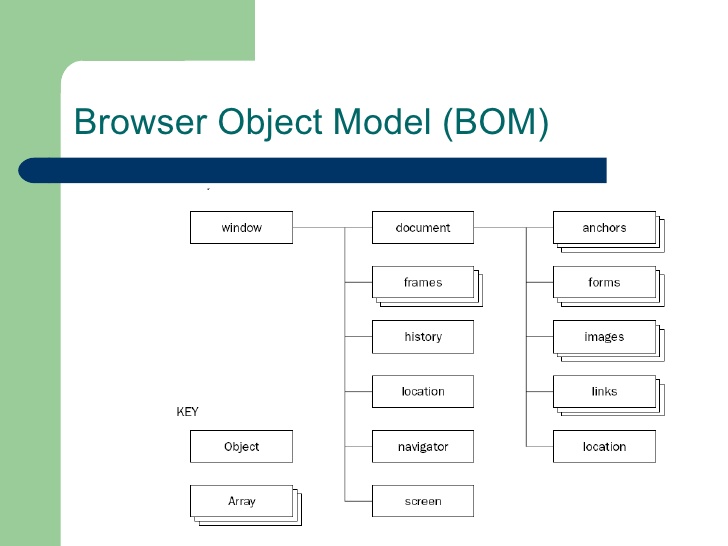 Browser Object Model (BOM)
window
document
anchors
frames
forms
history
images
location
links
KEY
Object
navigator
location
Array
screen